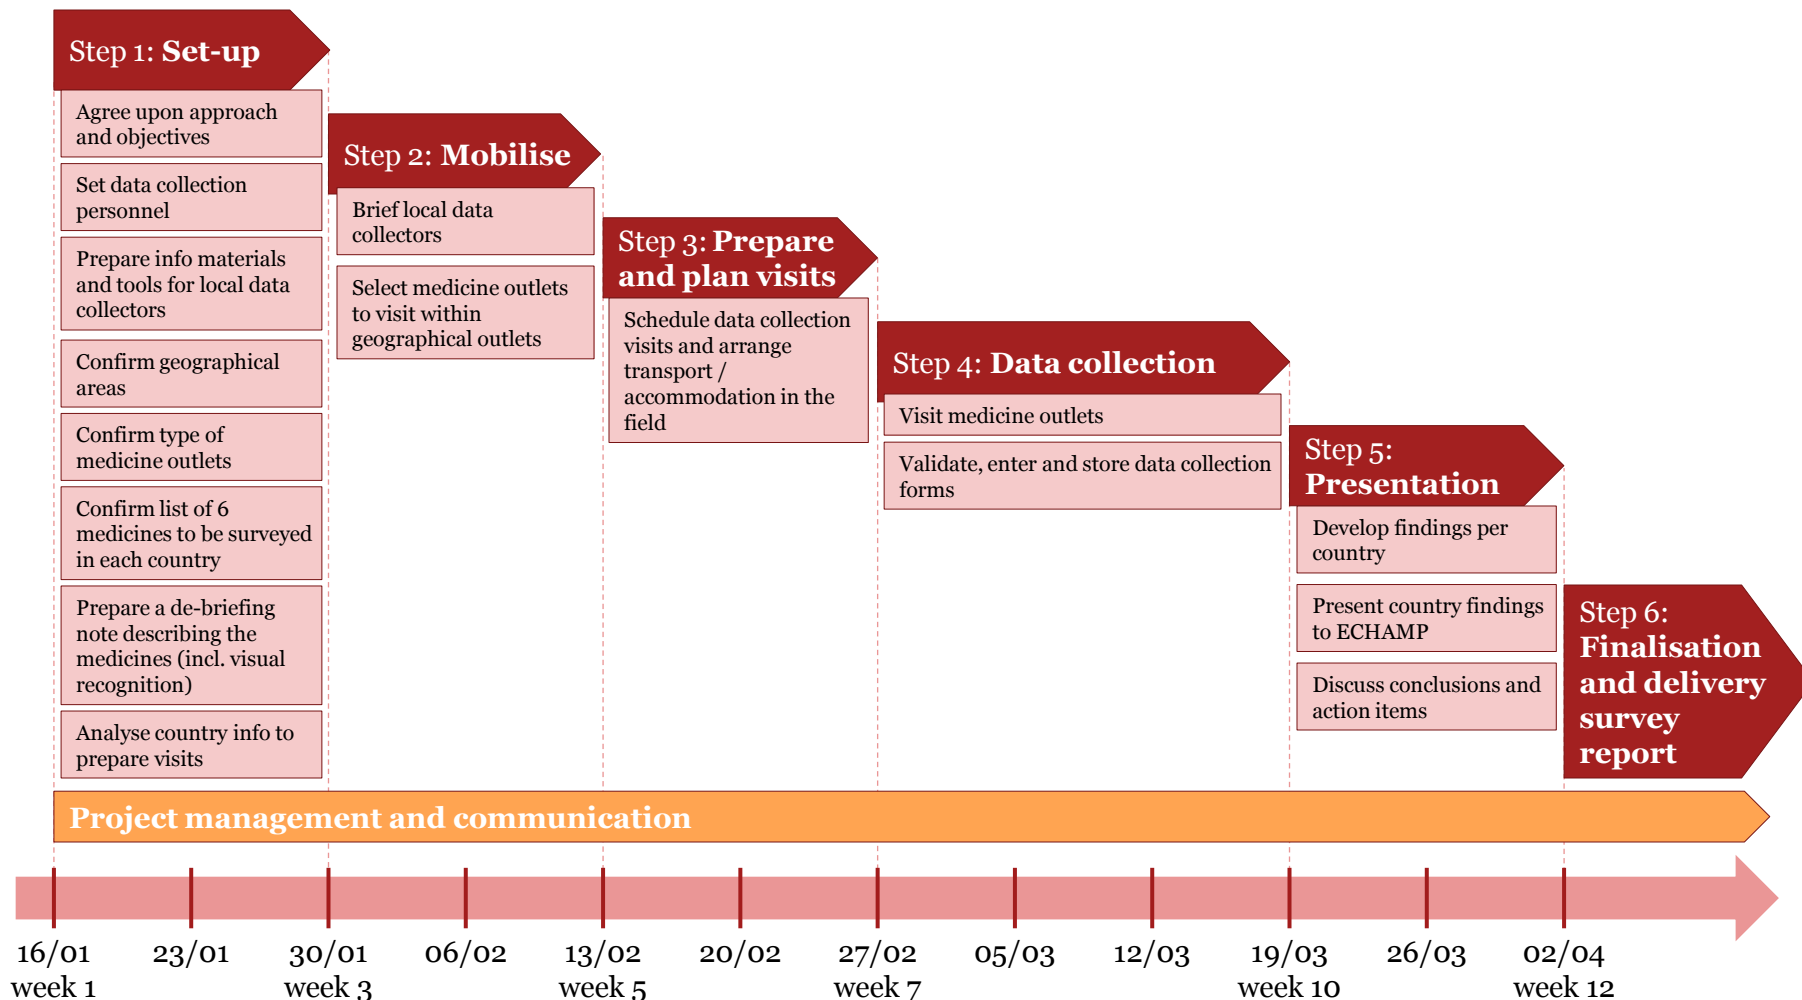 Step 1: Set-up
Agree upon approach
and objectives
Set data collection
personnel
Prepare info materials
and tools for local data
collectors
Confirm geographical
areas
Confirm type of
medicine outlets
Confirm list of 6
medicines to be surveyed
in each country
Prepare a de-briefing
note describing the
medicines (incl. visual
recognition)
Analyse country info to
prepare visits
Step 2: Mobilise
Brief local data
collectors
Select medicine outlets
to visit within
geographical outlets
Step 3: Prepare
and plan visits
Schedule data collection
visits and arrange
transport /
accommodation in the
field
Step 4: Data collection
Visit medicine outlets
Validate, enter and store data collection
forms
Step 5:
Presentation
Develop findings per
country
Present country findings
to ECHAMP
Discuss conclusions and
action items
Step 6:
Finalisation
and delivery
survey
report
Project management and communication
16/01 23/01 30/01 06/02 13/02 20/02 27/02 05/03 12/03 19/03 26/03 02/04
week 1 week 3 week 5 week 7 week 10 week 12